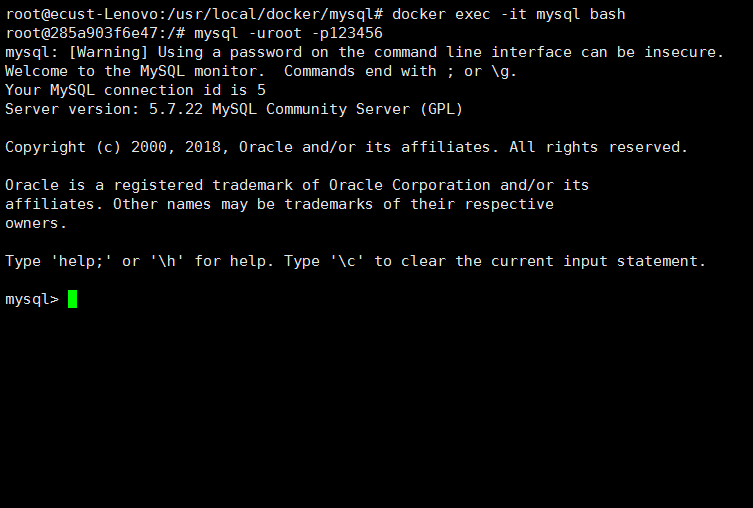 root@ecust-Lenovo:/usr/local/docker/mysql# docker exec -it mysql bash
root@285a903f6e47:/# mysql -uroot -p123456
mysql: [Warning] Using a password on the command line interface can be insecure.
Welcome to the MySQL monitor.  Commands end with ; or \g.
Your MySQL connection id is 5
Server version: 5.7.22 MySQL Community Server (GPL)
Copyright (c) 2000, 2018, Oracle and/or its affiliates. All rights reserved.
Oracle is a registered trademark of Oracle Corporation and/or its
affiliates. Other names may be trademarks of their respective
owners.
Type 'help;' or '\h' for help. Type '\c' to clear the current input statement.
mysql>